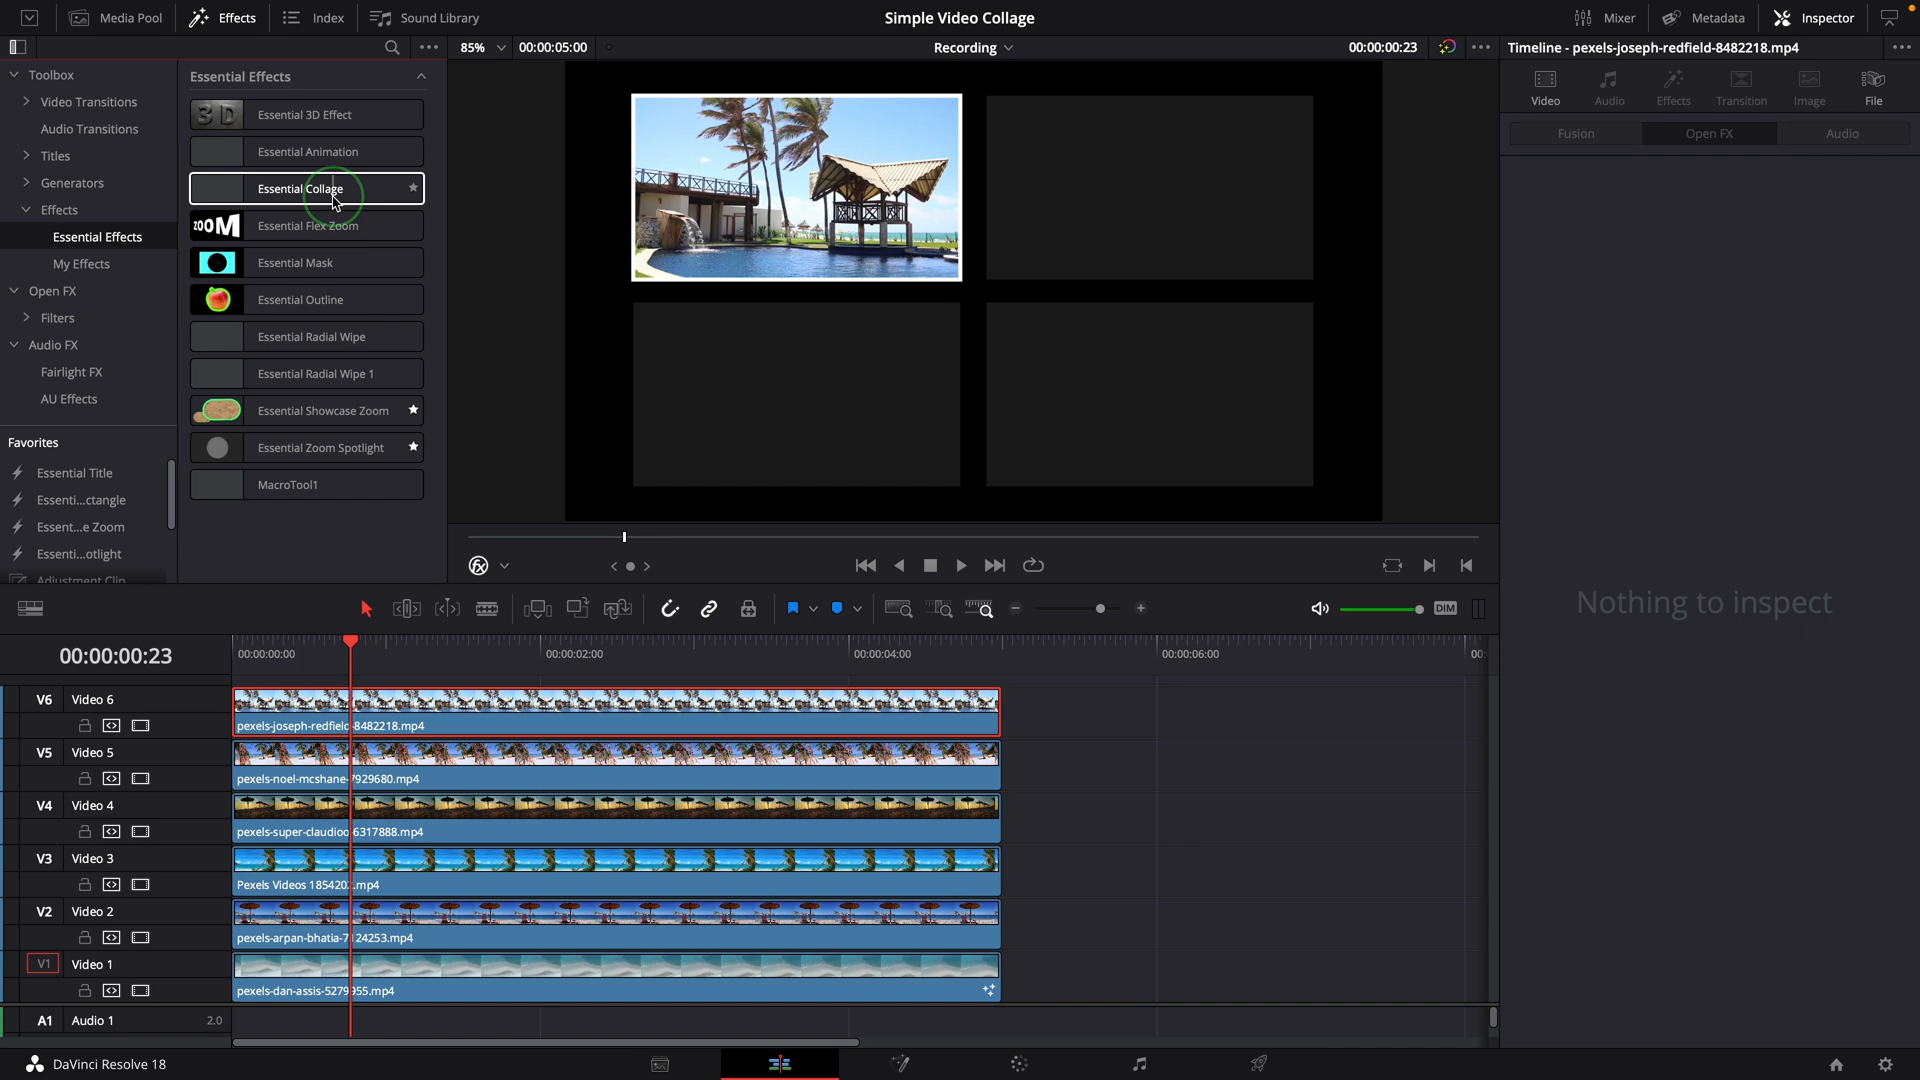 Media Pool
Effects
Index
Sound Library
Simple Video Collage
Mixer
Metadata
Inspector
85%
00:00:05:00
Recording
00:00:00:23
Timeline - pexels-joseph-redfield-8482218.mp4
Toolbox
Video Transitions
Audio Transitions
Titles
Generators
Effects
Essential Effects
My Effects
Open FX
Filters
Audio FX
Fairlight FX
AU Effects
Favorites
Essential Title
Essenti...ctangle
Essent...e Zoom
Essenti...otlight
Adjustment Clip
Essential Effects
3D
Essential 3D Effect
Essential Animation
Essential Collage
ZOOM
Essential Flex Zoom
Essential Mask
Essential Outline
Essential Radial Wipe
Essential Radial Wipe 1
Essential Showcase Zoom
Essential Zoom Spotlight
MacroTool1
Video
Audio
Effects
Transition
Image
File
Fusion
Open FX
Audio
Nothing to inspect
DIM
00:00:00:23
00:00:00:00
00:00:02:00
00:00:04:00
00:00:06:00
00:
V6 Video 6
pexels-joseph-redfield-8482218.mp4
V5 Video 5
pexels-noel-mcshane-7929680.mp4
V4 Video 4
pexels-super-claudioo-6317888.mp4
V3 Video 3
Pexels Videos 185420 .mp4
V2 Video 2
pexels-arpan-bhatia-7124253.mp4
V1 Video 1
pexels-dan-assis-5279955.mp4
A1 Audio 1 2.0
DaVinci Resolve 18